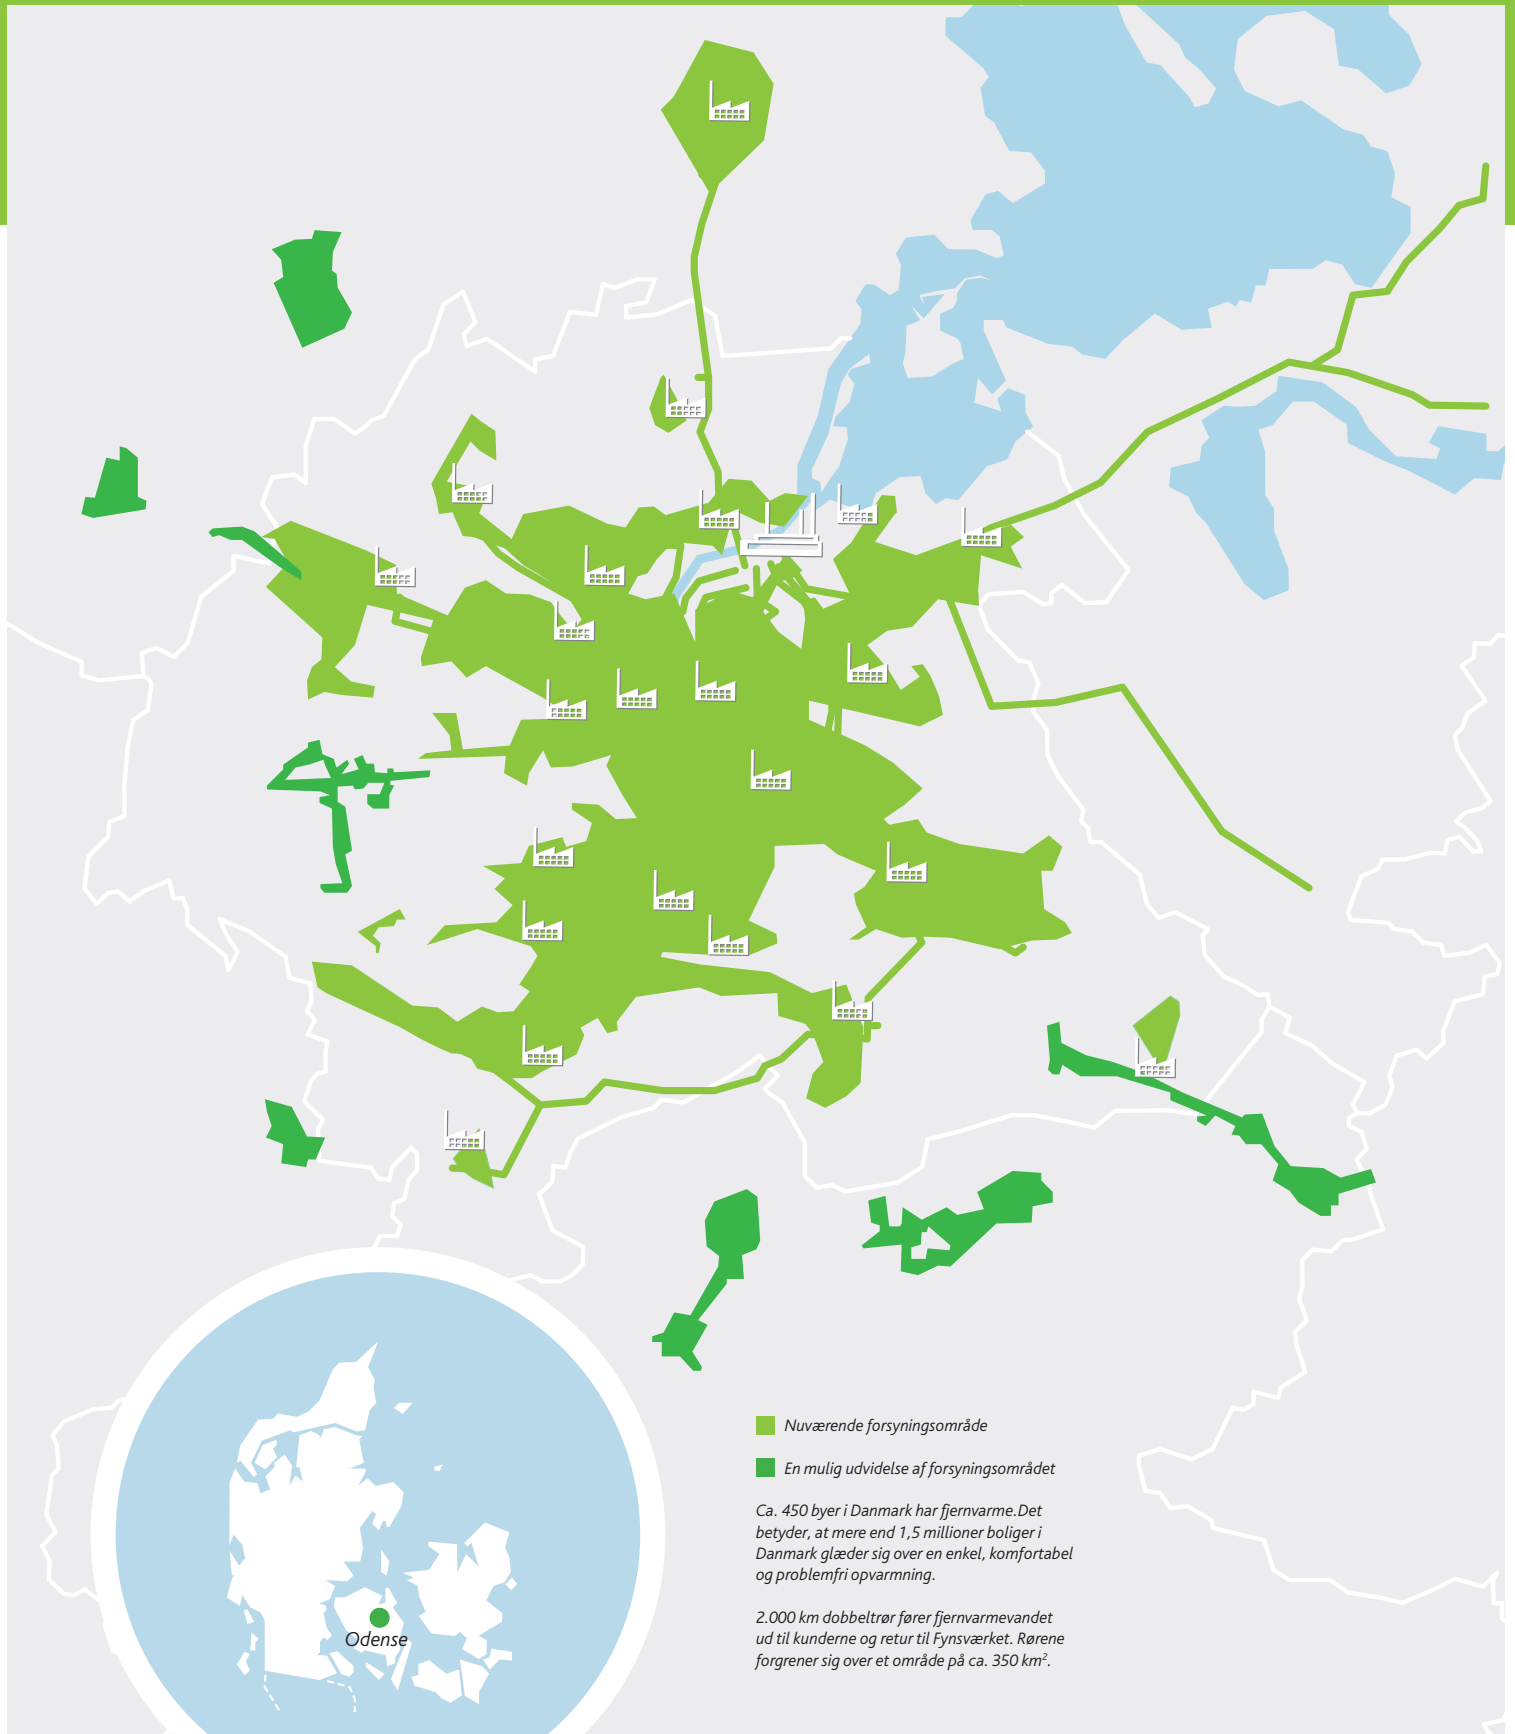 Nuværende forsyningsområde
En mulig udvidelse af forsyningsområdet
Ca. 450 byer i Danmark har fjernvarme.Det
betyder, at mere end 1,5 millioner boliger i
Danmark glæder sig over en enkel, komfortabel
og problemfri opvarmning.
2.000 km dobbeltrør fører fjernvarmevandet
ud til kunderne og retur til Fynsværket. Rørene
forgrener sig over et område på ca. 350 km².
Odense